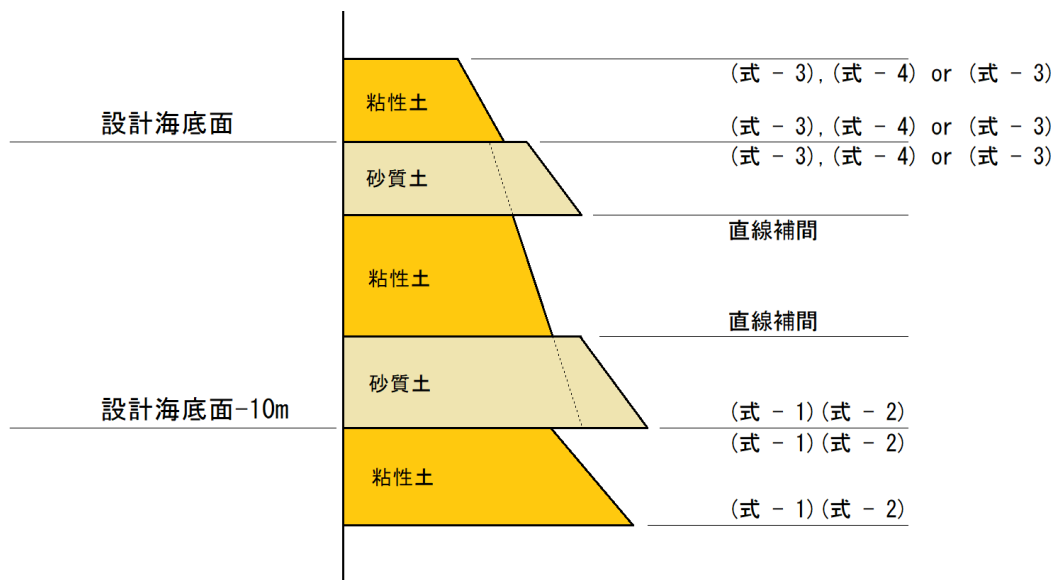 (式 - 3),(式 - 4) or (式 - 3)
粘性土
設計海底面
(式 - 3),(式 - 4) or (式 - 3)
(式 - 3),(式 - 4) or (式 - 3)
砂質土
直線補間
粘性土
直線補間
砂質土
設計海底面-10m
(式 - 1)(式 - 2)
(式 - 1)(式 - 2)
粘性土
(式 - 1)(式 - 2)